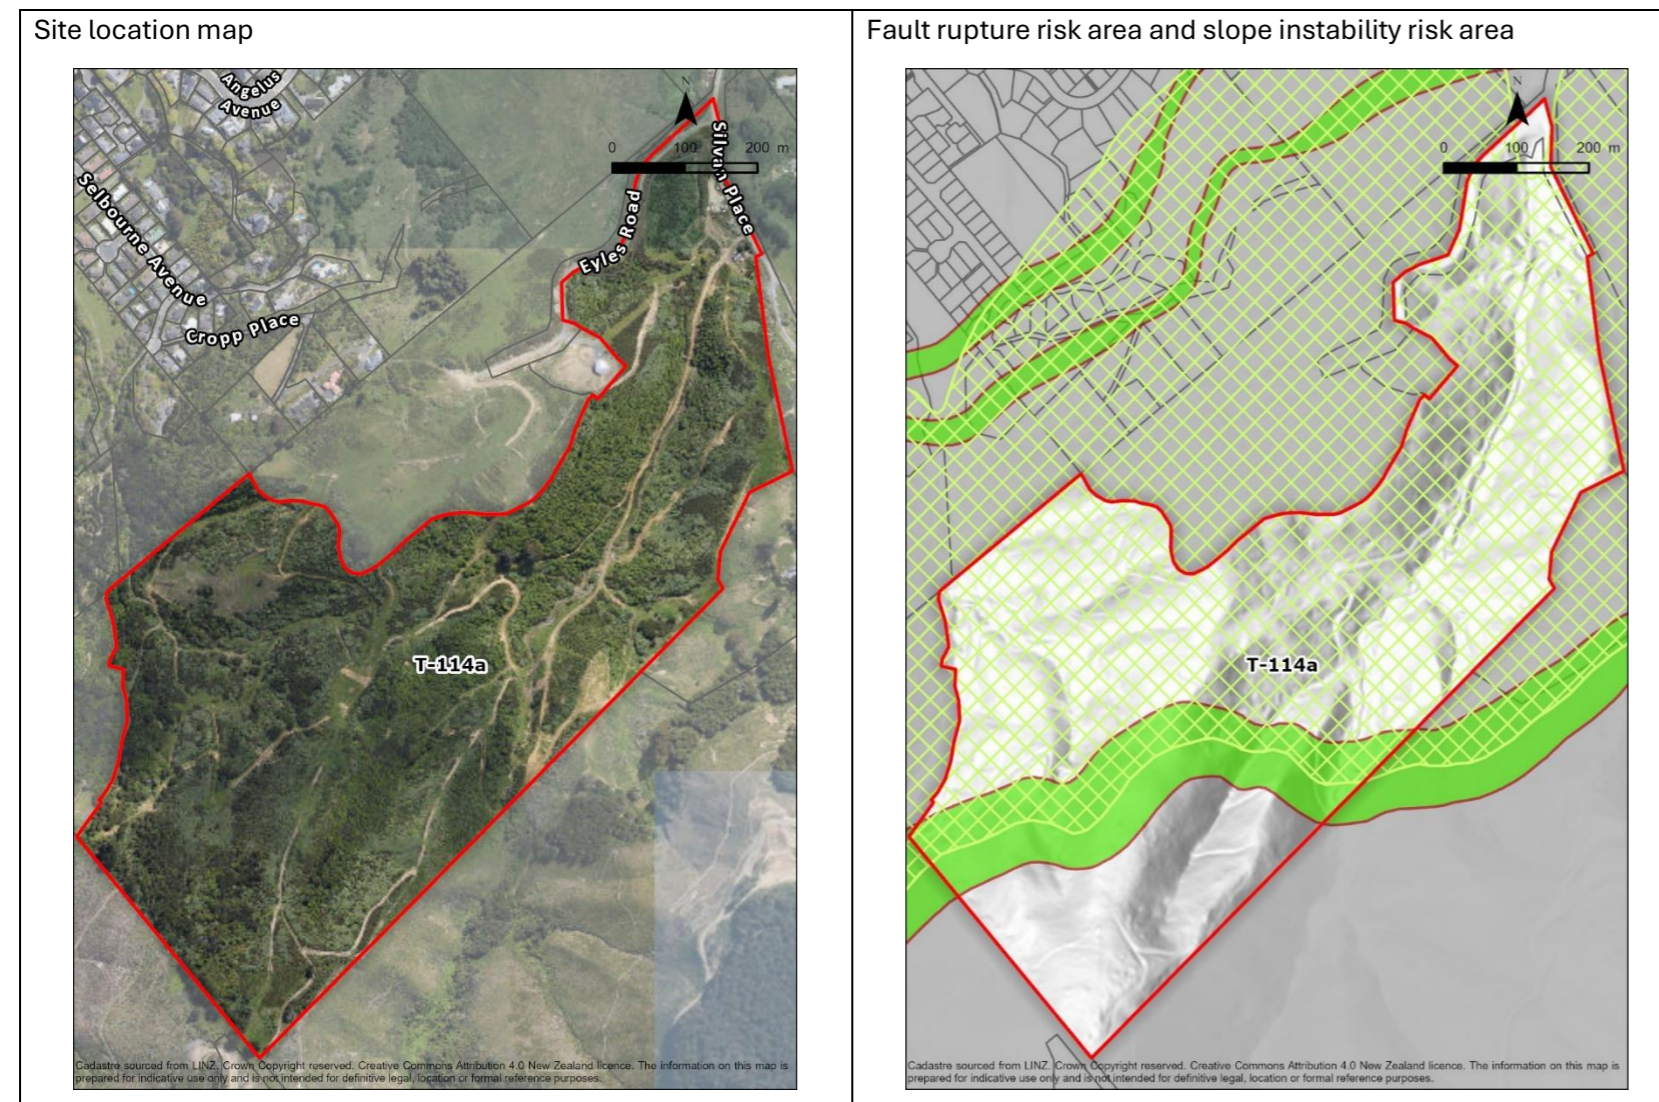 Site location map
Angelus
Avenue
N
0 100 200 m
Silvan Place
Selbourne Avenue
Eyles Road
Cropp Place
T-114a
Cadastre sourced from LINZ. Crown Copyright reserved. Creative Commons Attribution 4.0 New Zealand licence. The information on this map is
prepared for indicative use only and is not intended for definitive legal, location or formal reference purposes.
Fault rupture risk area and slope instability risk area
N
0 100 200 m
T-114a
Cadastre sourced from LINZ. Crown Copyright reserved. Creative Commons Attribution 4.0 New Zealand licence. The information on this map is
prepared for indicative use only and is not intended for definitive legal, location or formal reference purposes.